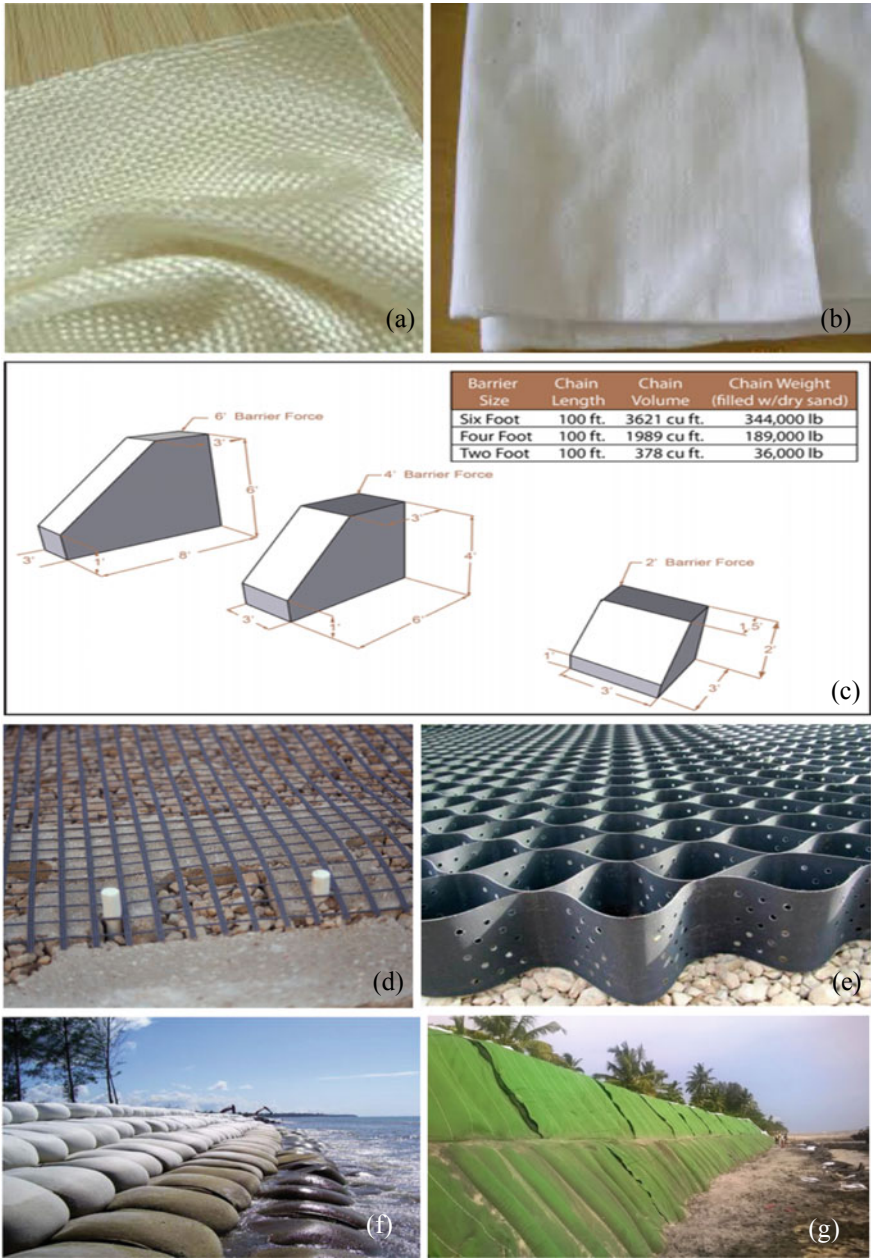 (a)
(b)
Barrier Size Chain Length Chain Volume Chain Weight (filled w/dry sand)
Six Foot 100 ft. 3621 cu ft. 344,000 lb
Four Foot 100 ft. 1989 cu ft. 189,000 lb
Two Foot 100 ft. 378 cu ft. 36,000 lb
6' Barrier Force
3'
6'
8'
1'
3'
4' Barrier Force
3'
4'
6'
1'
3'
2' Barrier Force
1.5'
2'
3'
3'
1'
(c)
(d)
(e)
(f)
(g)